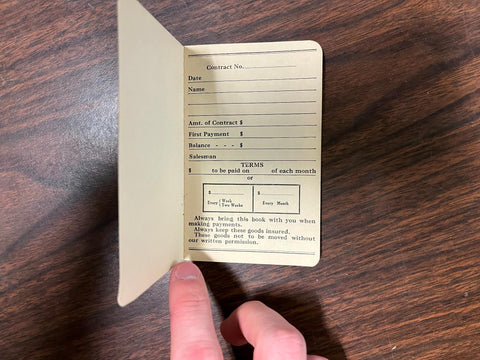 Contract No.
Date
Name
Amt. of Contract $
First Payment $
Balance - - - $
Salesman
TERMS
$ to be paid on of each month
or
$ $
Every { Week
Two Weeks Every Month
Always bring this book with you when
making payments.
Always keep these goods insured.
These goods not to be moved without
our written permission.